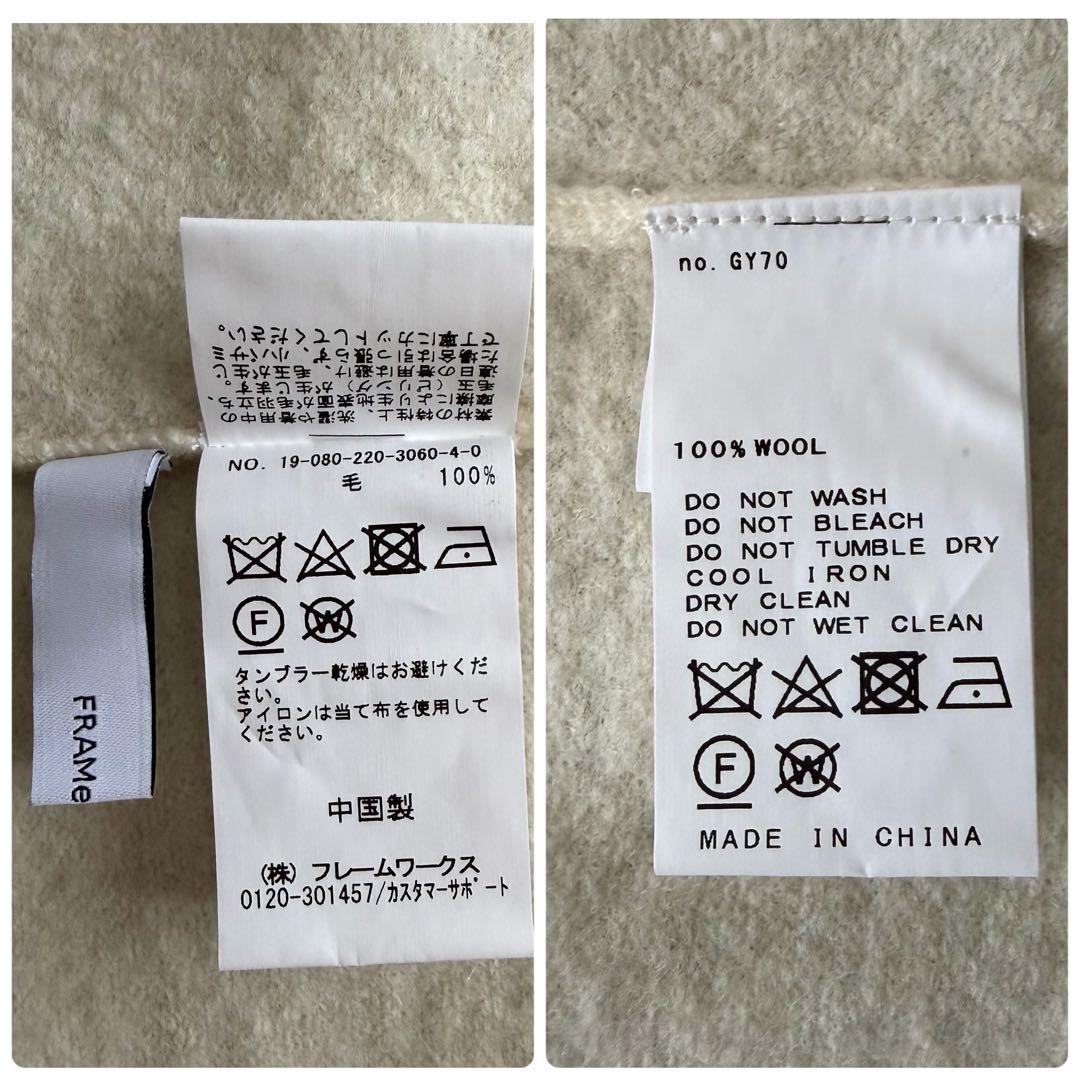 素材の特性上、洗濯や着用中の
摩擦により生地表面が毛羽立ち、
毛玉(ピリング)が生じます。
連日の着用は避け、毛玉が生じ
た場合は引っ張らず、小バサミ
で丁寧にカットしてください。
NO. 19-080-220-3060-4-0
毛 100%
F W
タンブラー乾燥はお避けくだ
さい。
アイロンは当て布を使用して
ください。
中国製
(株) フレームワークス
0120-301457/カスタマーサポート
FRAMe
no. GY70
100% WOOL
DO NOT WASH
DO NOT BLEACH
DO NOT TUMBLE DRY
COOL IRON
DRY CLEAN
DO NOT WET CLEAN
F W
MADE IN CHINA